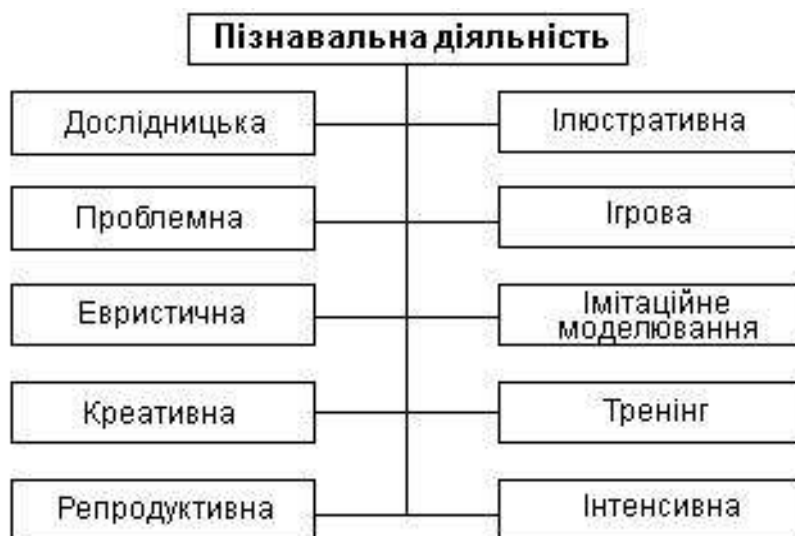 Пізнавальна діяльність
Дослідницька
Ілюстративна
Проблемна
Ігрова
Евристична
Імітаційне
моделювання
Креативна
Тренінг
Репродуктивна
Інтенсивна